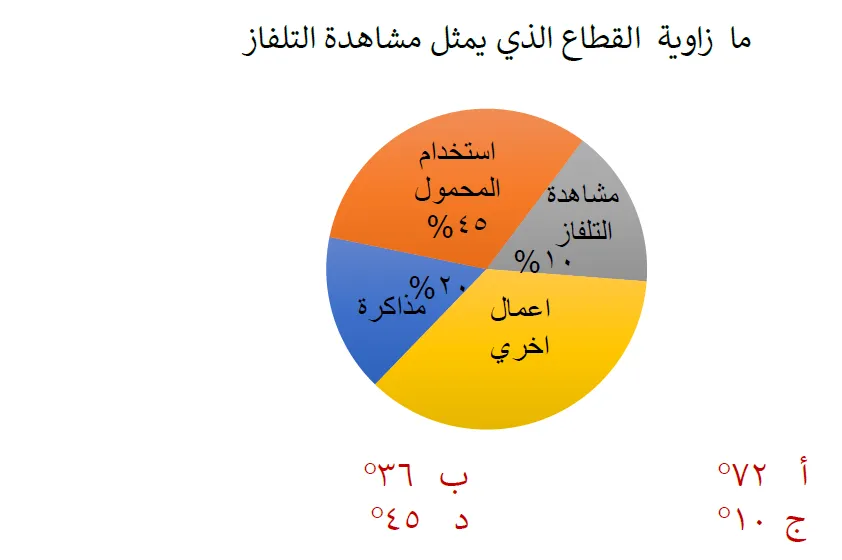 ما زاوية القطاع الذي يمثل مشاهدة التلفاز
استخدام
المحمول
%٤٥
مشاهدة
التلفاز
%١٠
%٢٠
مذاكرة
اعمال
اخري
أ ٧٢°
ب ٣٦°
ج ١٠°
د ٤٥°